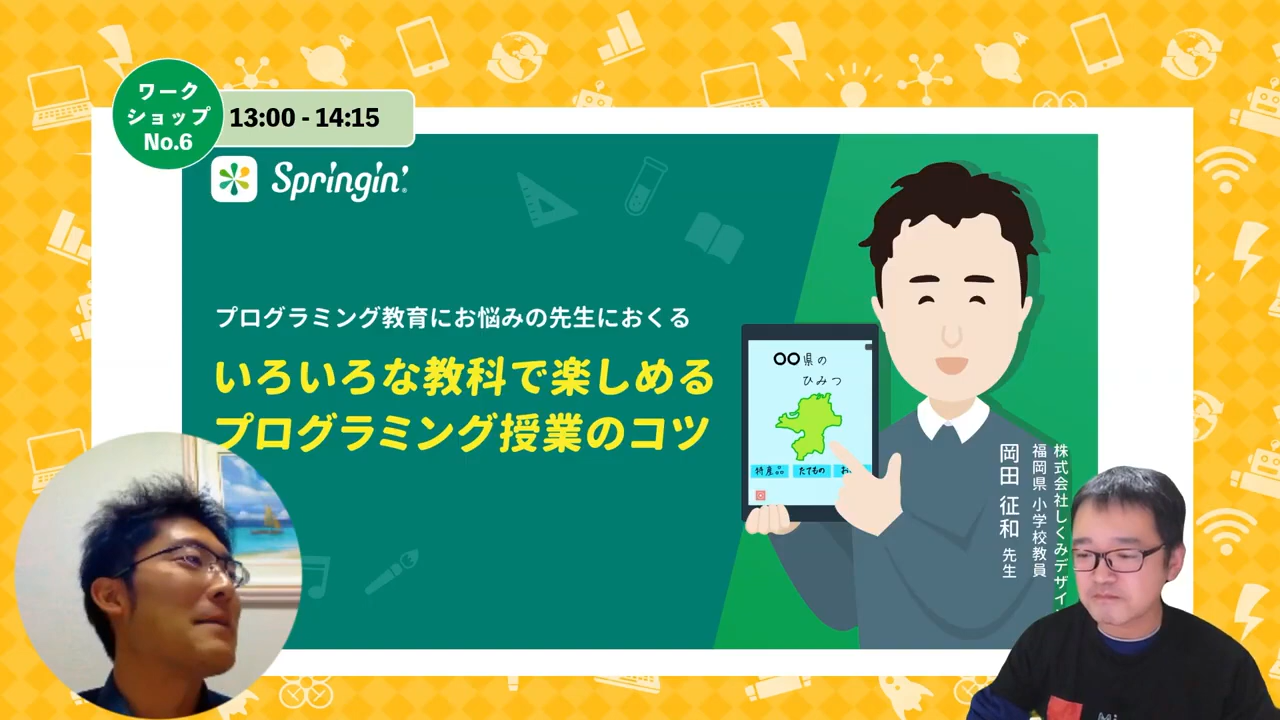 ワーク
ショップ
No.6
13:00 - 14:15
Springin'
プログラミング教育にお悩みの先生におくる
いろいろな教科で楽しめる
プログラミング授業のコツ
〇〇県の
ひみつ
特産品
たてもの
お
株式会社しくみデザイ
福岡県 小学校教員
岡田 征和 先生